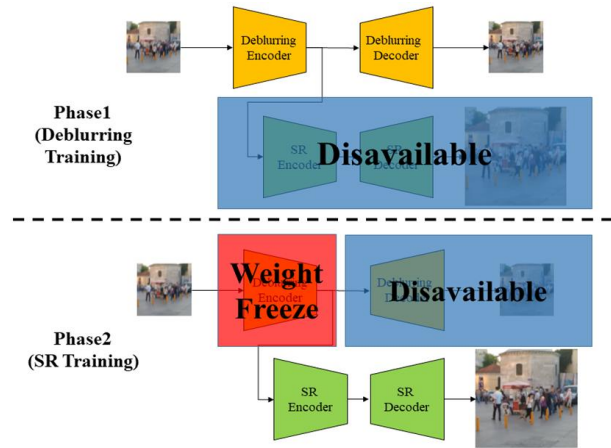 Deblurring
Encoder
Deblurring
Decoder
Phase1
(Deblurring
Training)
SR
Encoder
SR
Decoder
Disavailable
Weight
Freeze
Deblurring
Encoder
Deblurring
Decoder
Disavailable
Phase2
(SR Training)
SR
Encoder
SR
Decoder